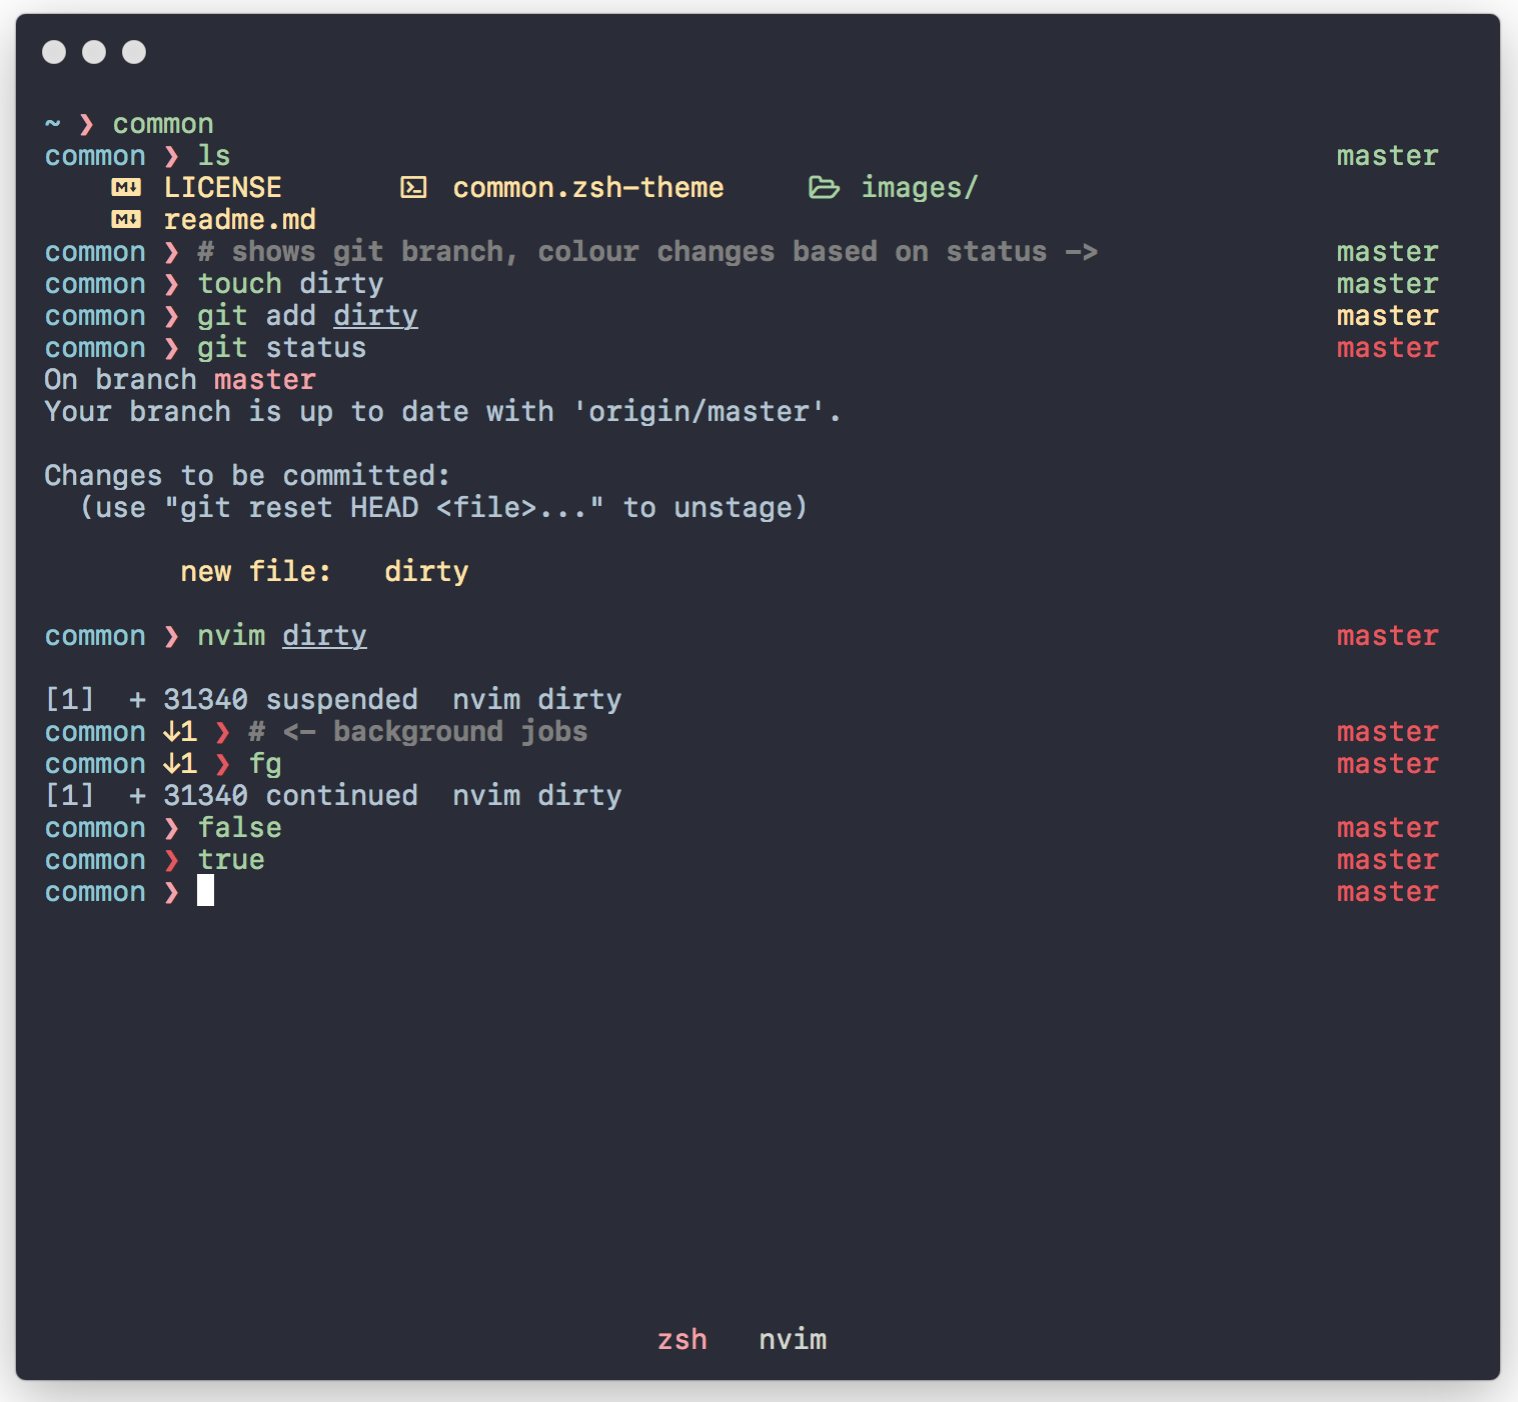 ~ ❯ common
common ❯ ls master
M↓ LICENSE common.zsh-theme images/
M↓ readme.md
common ❯ # shows git branch, colour changes based on status -> master
common ❯ touch dirty master
common ❯ git add dirty master
common ❯ git status master
On branch master
Your branch is up to date with 'origin/master'.
Changes to be committed:
(use "git reset HEAD <file>..." to unstage)
new file: dirty
common ❯ nvim dirty master
[1] + 31340 suspended nvim dirty
common ↓1 ❯ # <- background jobs master
common ↓1 ❯ fg master
[1] + 31340 continued nvim dirty
common ❯ false master
common ❯ true master
common ❯ master
zsh nvim